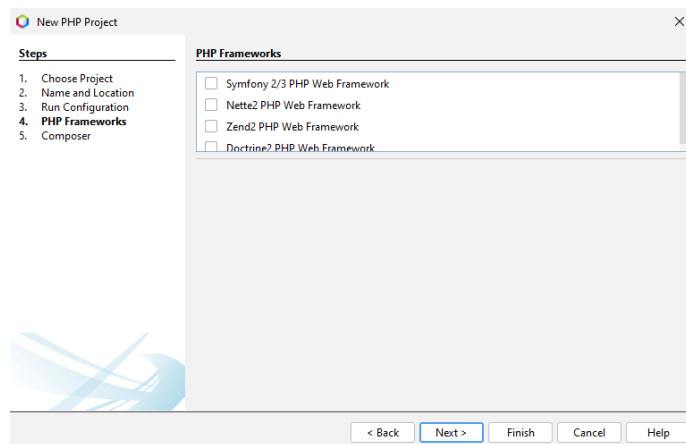 New PHP Project
Steps
1. Choose Project
2. Name and Location
3. Run Configuration
4. PHP Frameworks
5. Composer
PHP Frameworks
Symfony 2/3 PHP Web Framework
Nette2 PHP Web Framework
Zend2 PHP Web Framework
Doctrine2 PHP Web Framework
< Back Next > Finish Cancel Help